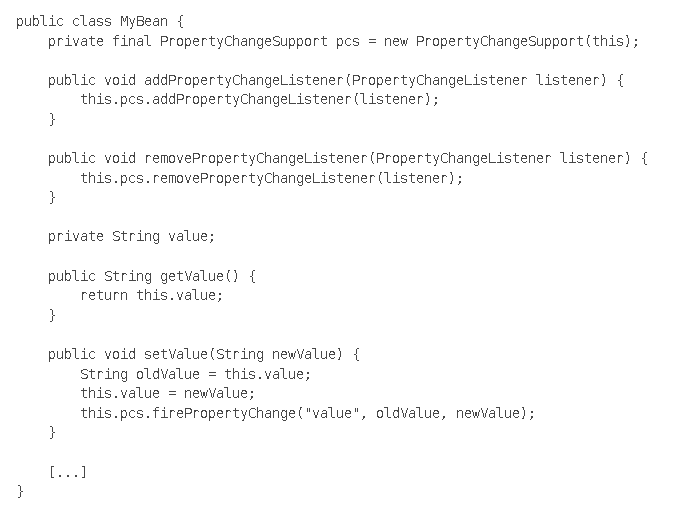 public class MyBean {
    private final PropertyChangeSupport pcs = new PropertyChangeSupport(this);

    public void addPropertyChangeListener(PropertyChangeListener listener) {
        this.pcs.addPropertyChangeListener(listener);
    }

    public void removePropertyChangeListener(PropertyChangeListener listener) {
        this.pcs.removePropertyChangeListener(listener);
    }

    private String value;

    public String getValue() {
        return this.value;
    }

    public void setValue(String newValue) {
        String oldValue = this.value;
        this.value = newValue;
        this.pcs.firePropertyChange("value", oldValue, newValue);
    }

    [...]
}